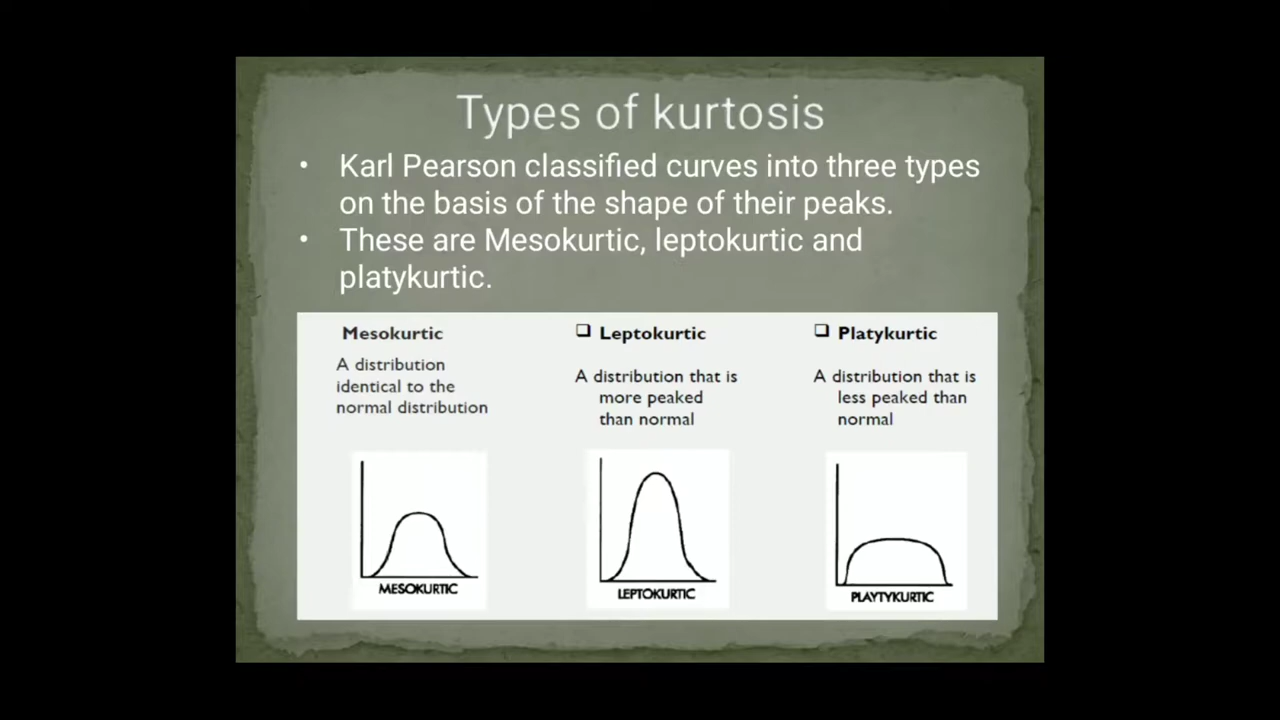 Types of kurtosis
• Karl Pearson classified curves into three types
on the basis of the shape of their peaks.
• These are Mesokurtic, leptokurtic and
platykurtic.
Mesokurtic
A distribution
identical to the
normal distribution
MESOKURTIC
❑ Leptokurtic
A distribution that is
more peaked
than normal
LEPTOKURTIC
❑ Platykurtic
A distribution that is
less peaked than
normal
PLAYTYKURTIC